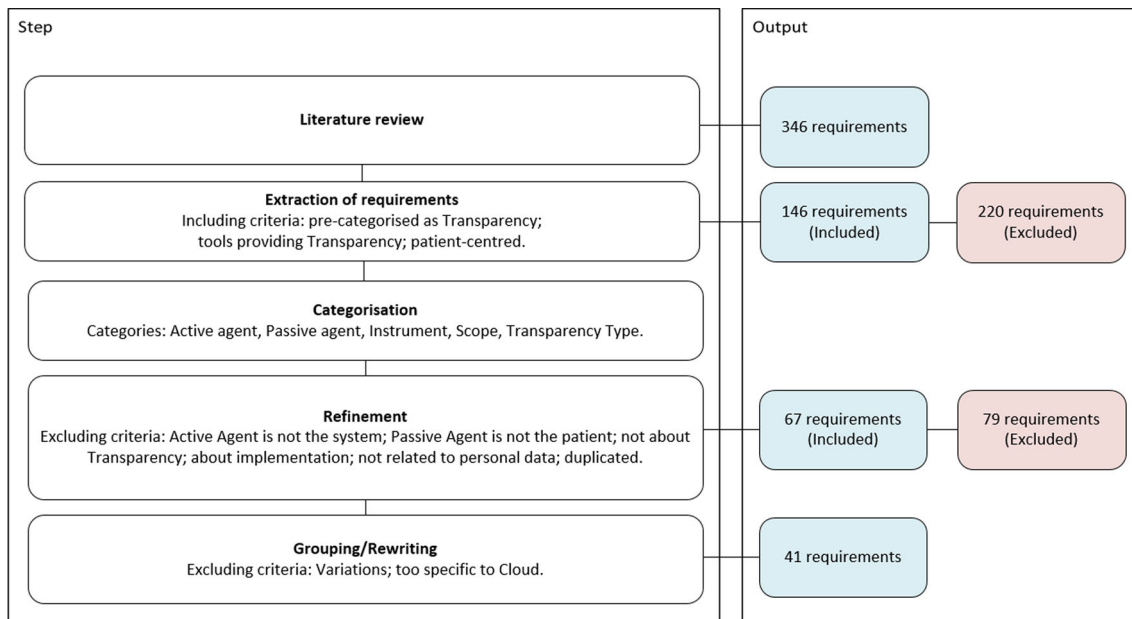 Step
Output
Literature review
346 requirements
Extraction of requirements
Including criteria: pre-categorised as Transparency;
tools providing Transparency; patient-centred.
146 requirements
(Included)
220 requirements
(Excluded)
Categorisation
Categories: Active agent, Passive agent, Instrument, Scope, Transparency Type.
Refinement
Excluding criteria: Active Agent is not the system; Passive Agent is not the patient; not about
Transparency; about implementation; not related to personal data; duplicated.
67 requirements
(Included)
79 requirements
(Excluded)
Grouping/Rewriting
Excluding criteria: Variations; too specific to Cloud.
41 requirements